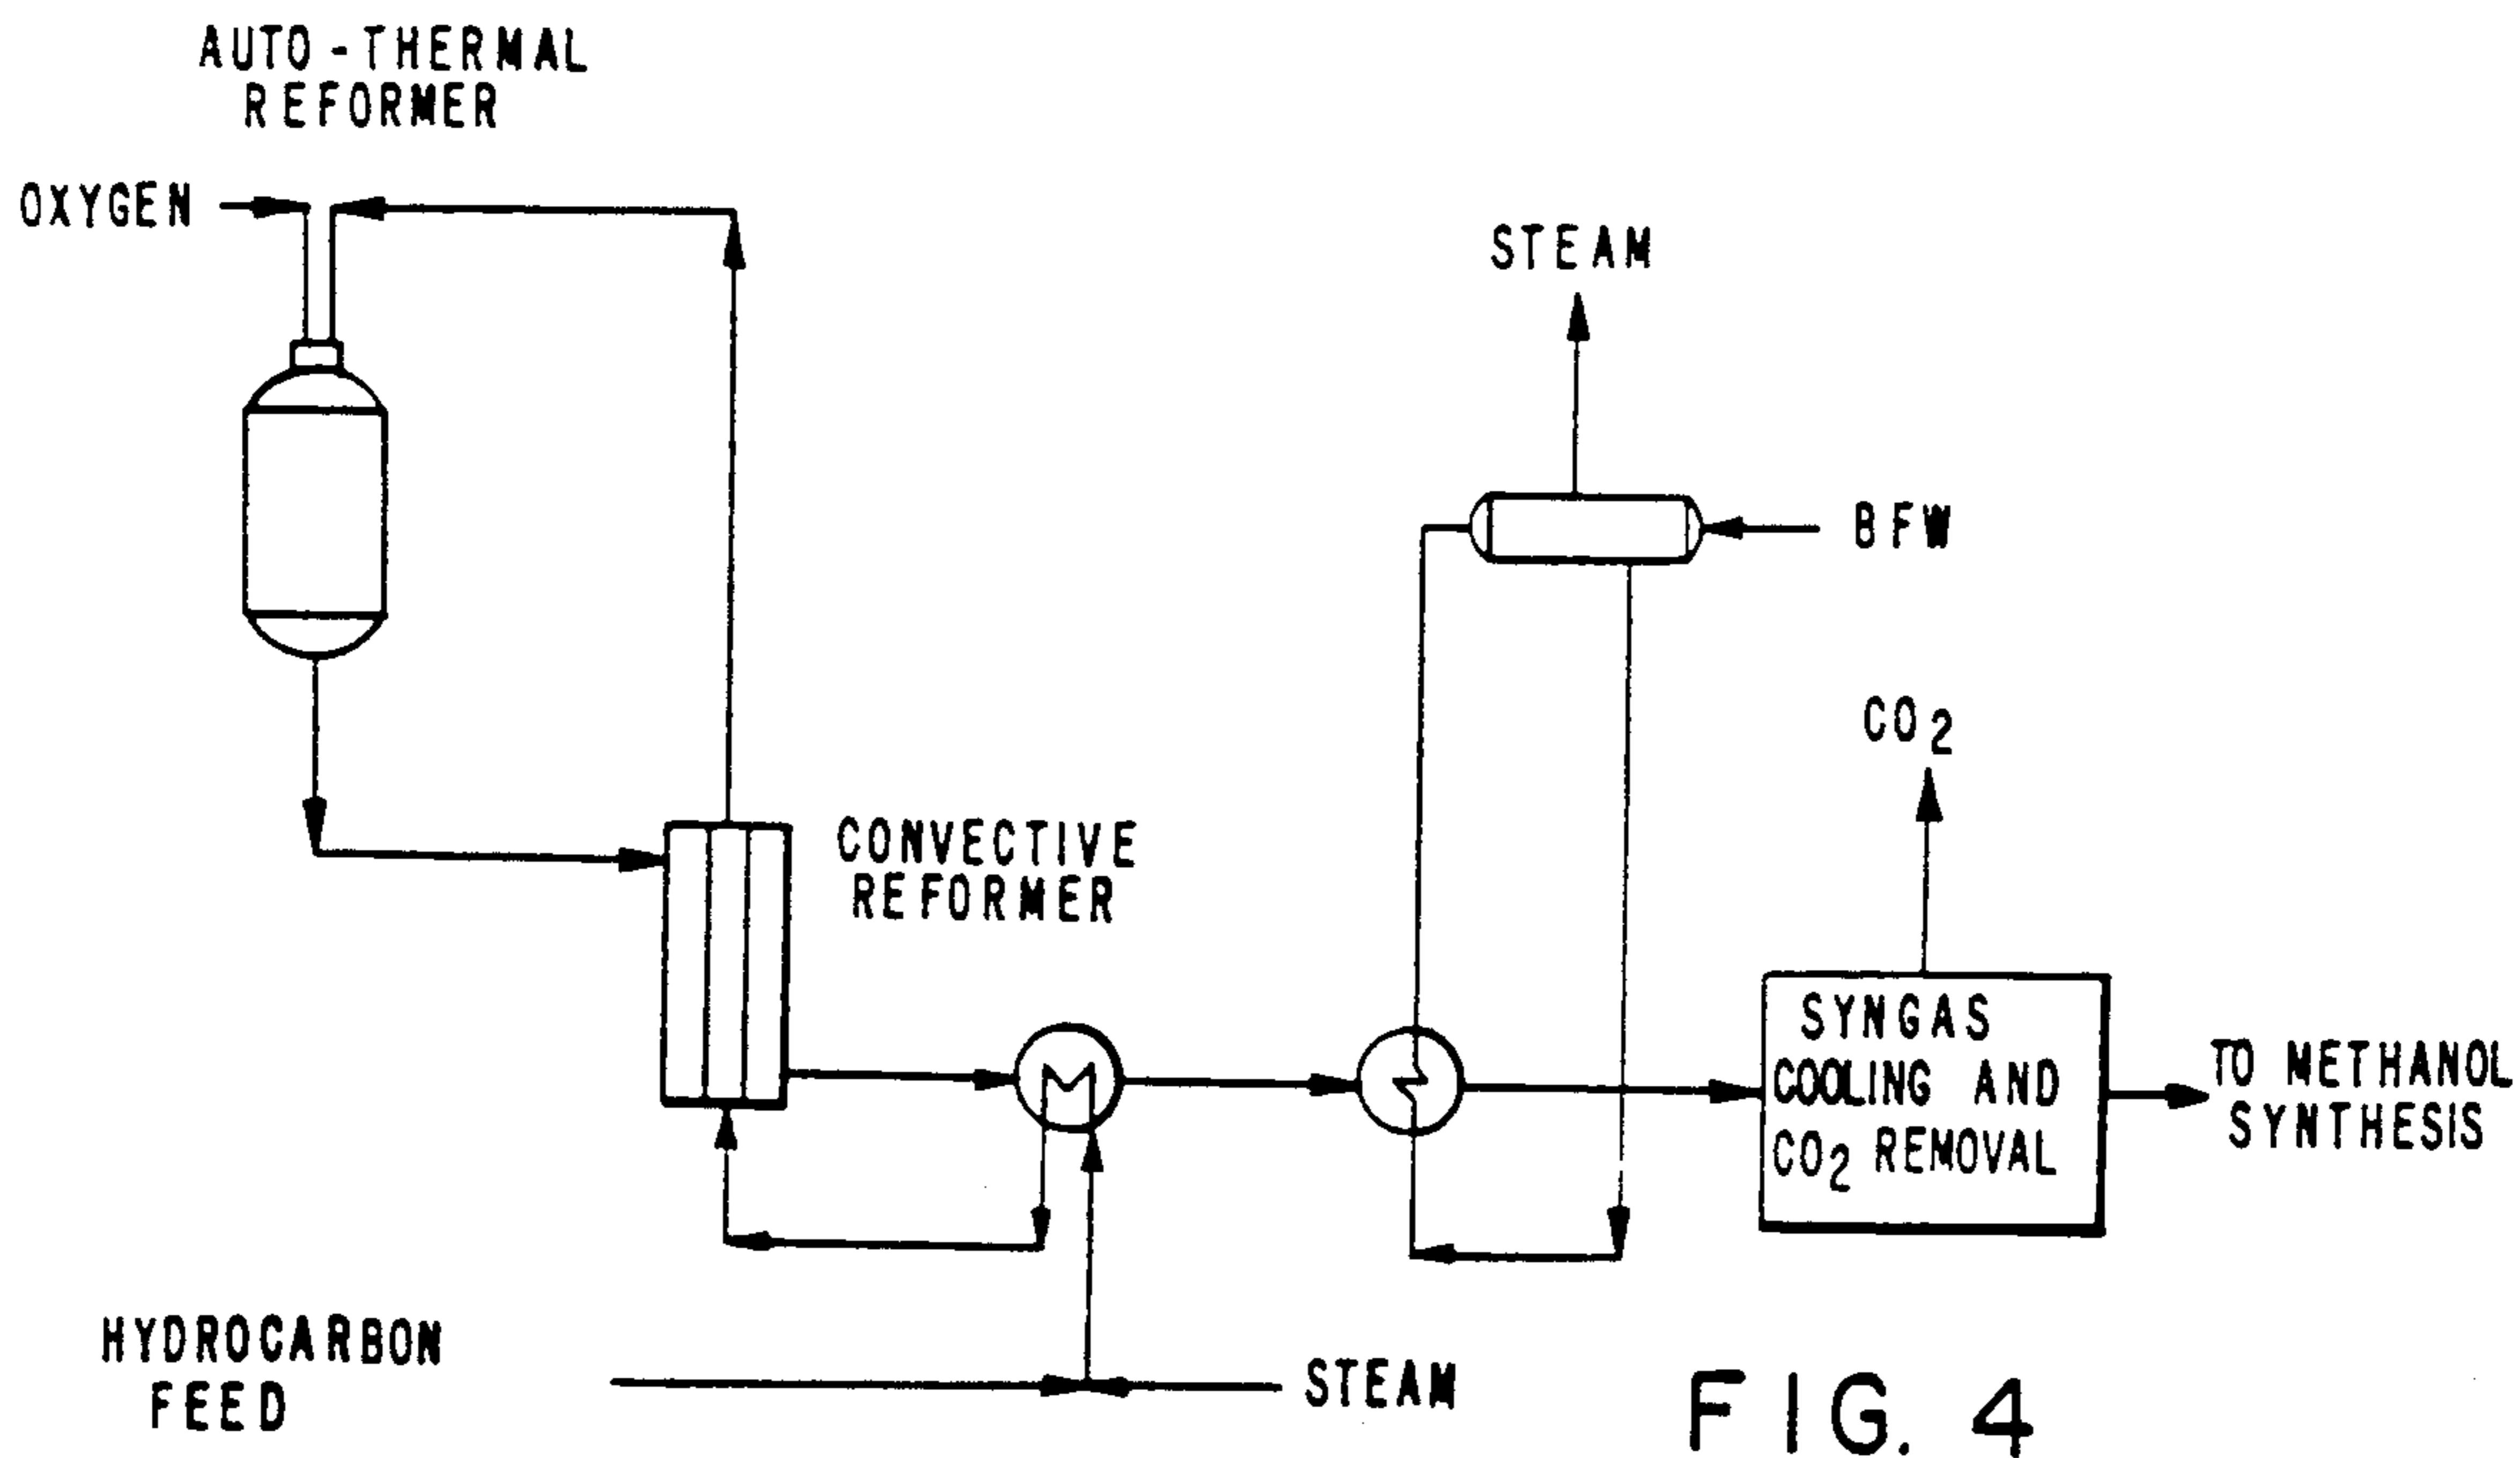 AUTO-THERMAL
REFORMER
OXYGEN
STEAM
BFW
CO2
CONVECTIVE
REFORMER
SYNGAS
COOLING AND
CO2 REMOVAL
TO METHANOL
SYNTHESIS
HYDROCARBON
FEED
STEAM
FIG. 4